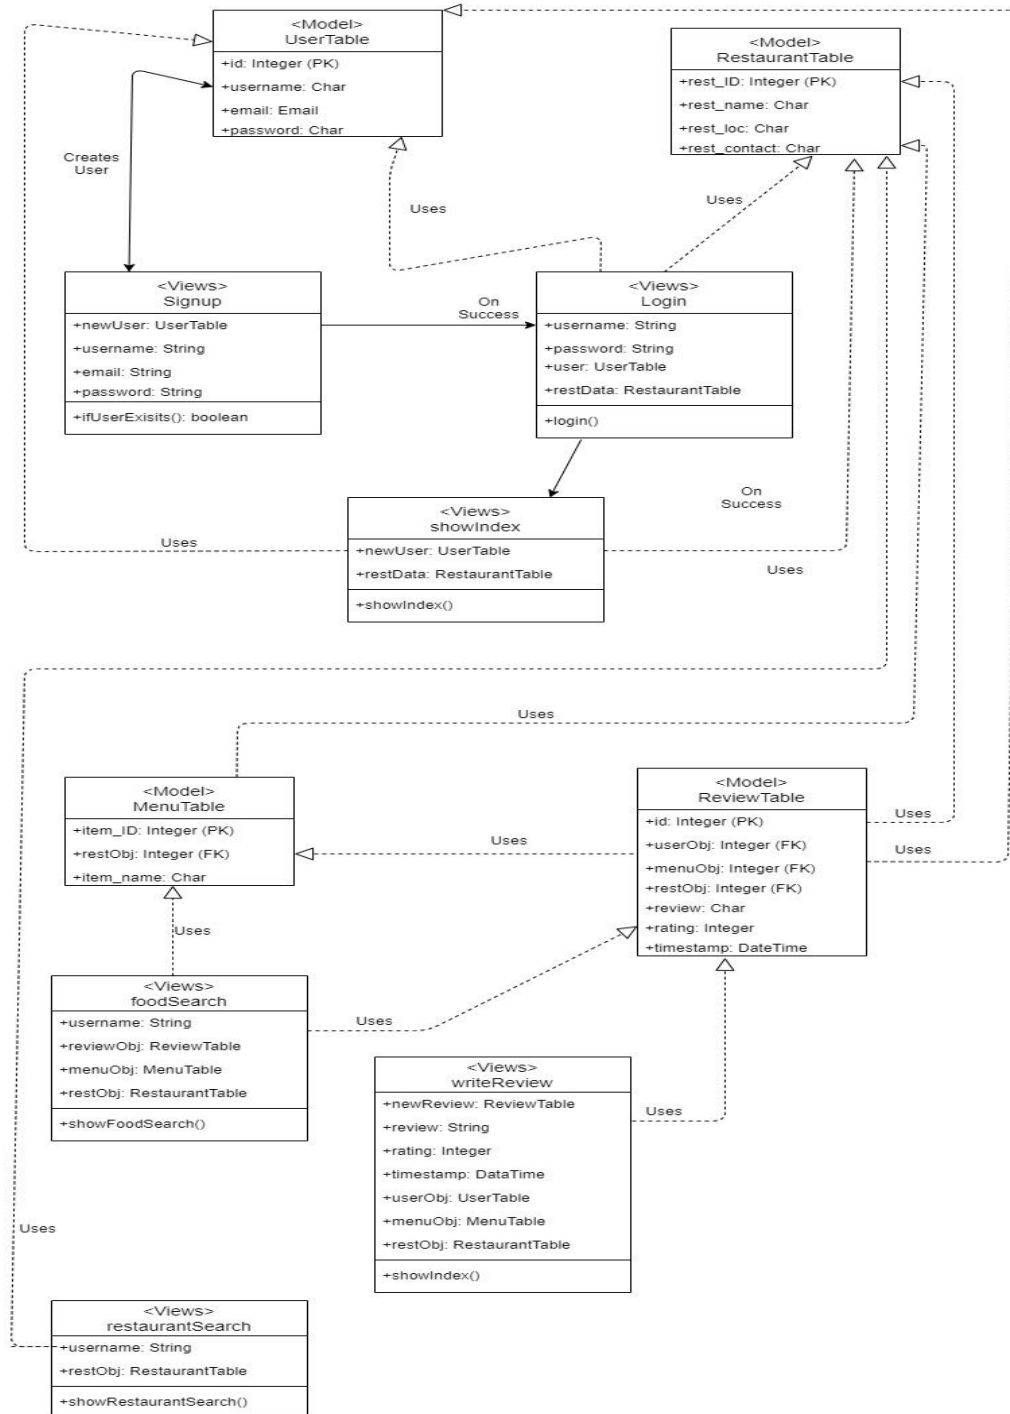 <Model>
UserTable
+id: Integer (PK)
+username: Char
+email: Email
+password: Char
<Model>
RestaurantTable
+rest_ID: Integer (PK)
+rest_name: Char
+rest_loc: Char
+rest_contact: Char
Creates
User
Uses
Uses
<Views>
Signup
+newUser: UserTable
+username: String
+email: String
+password: String
+ifUserExisits(): boolean
On
Success
<Views>
Login
+username: String
+password: String
+user: UserTable
+restData: RestaurantTable
+login()
On
Success
<Views>
showIndex
+newUser: UserTable
+restData: RestaurantTable
+showIndex()
Uses
Uses
Uses
<Model>
MenuTable
+item_ID: Integer (PK)
+restObj: Integer (FK)
+item_name: Char
Uses
<Model>
ReviewTable
+id: Integer (PK)
+userObj: Integer (FK)
+menuObj: Integer (FK)
+restObj: Integer (FK)
+review: Char
+rating: Integer
+timestamp: DateTime
Uses
Uses
Uses
<Views>
foodSearch
+username: String
+reviewObj: ReviewTable
+menuObj: MenuTable
+restObj: RestaurantTable
+showFoodSearch()
Uses
<Views>
writeReview
+newReview: ReviewTable
+review: String
+rating: Integer
+timestamp: DataTime
+userObj: UserTable
+menuObj: MenuTable
+restObj: RestaurantTable
+showIndex()
Uses
Uses
<Views>
restaurantSearch
+username: String
+restObj: RestaurantTable
+showRestaurantSearch()